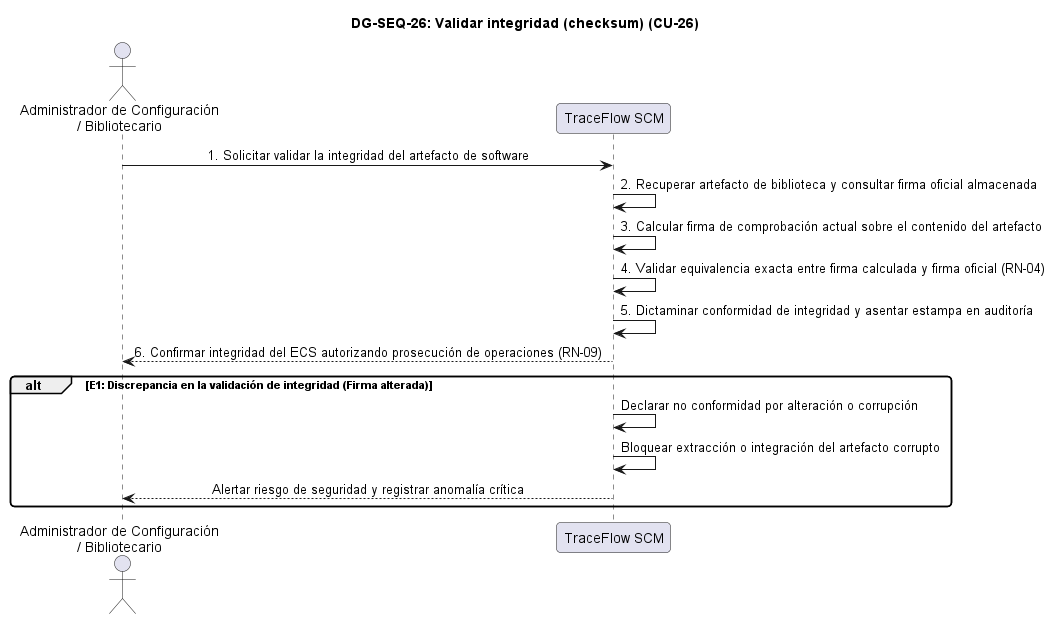 DG-SEQ-26: Validar integridad (checksum) (CU-26)
Administrador de Configuración
/ Bibliotecario
TraceFlow SCM
1. Solicitar validar la integridad del artefacto de software
2. Recuperar artefacto de biblioteca y consultar firma oficial almacenada
3. Calcular firma de comprobación actual sobre el contenido del artefacto
4. Validar equivalencia exacta entre firma calculada y firma oficial (RN-04)
5. Dictaminar conformidad de integridad y asentar estampa en auditoría
6. Confirmar integridad del ECS autorizando prosecución de operaciones (RN-09)
alt [E1: Discrepancia en la validación de integridad (Firma alterada)]
Declarar no conformidad por alteración o corrupción
Bloquear extracción o integración del artefacto corrupto
Alertar riesgo de seguridad y registrar anomalía crítica
Administrador de Configuración
/ Bibliotecario
TraceFlow SCM